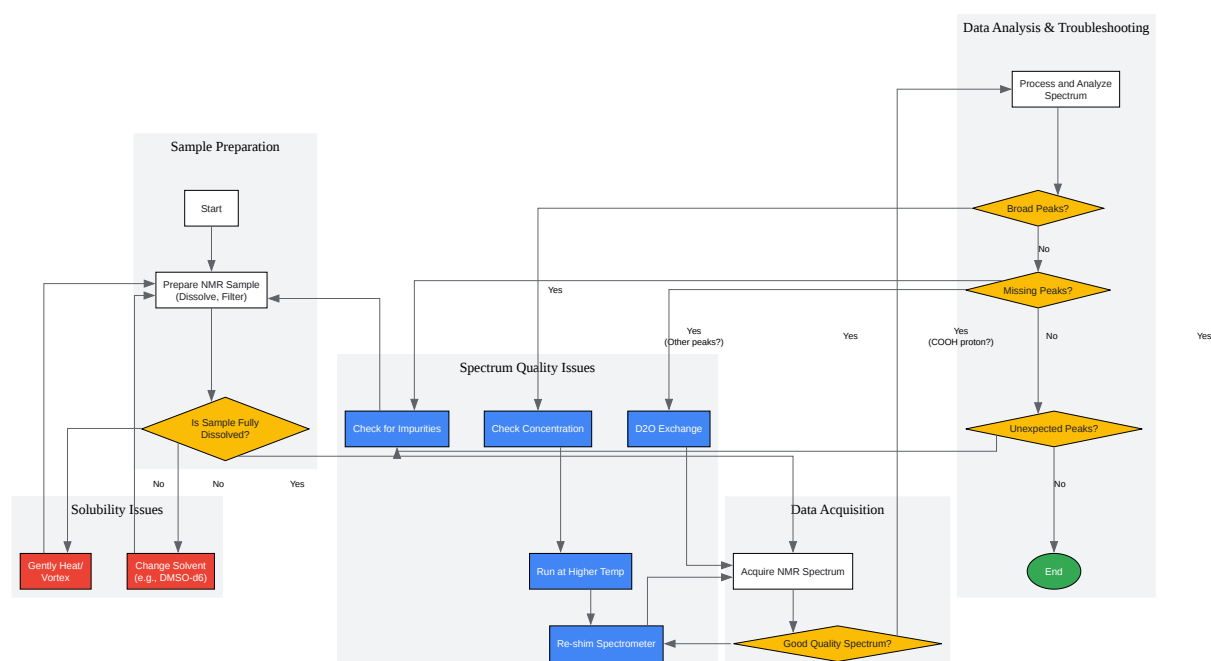 Data Analysis & Troubleshooting
Process and Analyze
Spectrum
Sample Preparation
Start
Broad Peaks?
No
Prepare NMR Sample
(Dissolve, Filter)
Yes
Missing Peaks?
Yes
(Other peaks?)
Yes
Yes
(COOH proton?)
No
Yes
Spectrum Quality Issues
Is Sample Fully
Dissolved?
Check for Impurities
Check Concentration
D2O Exchange
Unexpected Peaks?
No
No
Yes
No
Solubility Issues
Data Acquisition
Gently Heat/
Vortex
Change Solvent
(e.g., DMSO-d6)
Run at Higher Temp
Acquire NMR Spectrum
End
Re-shim Spectrometer
Good Quality Spectrum?